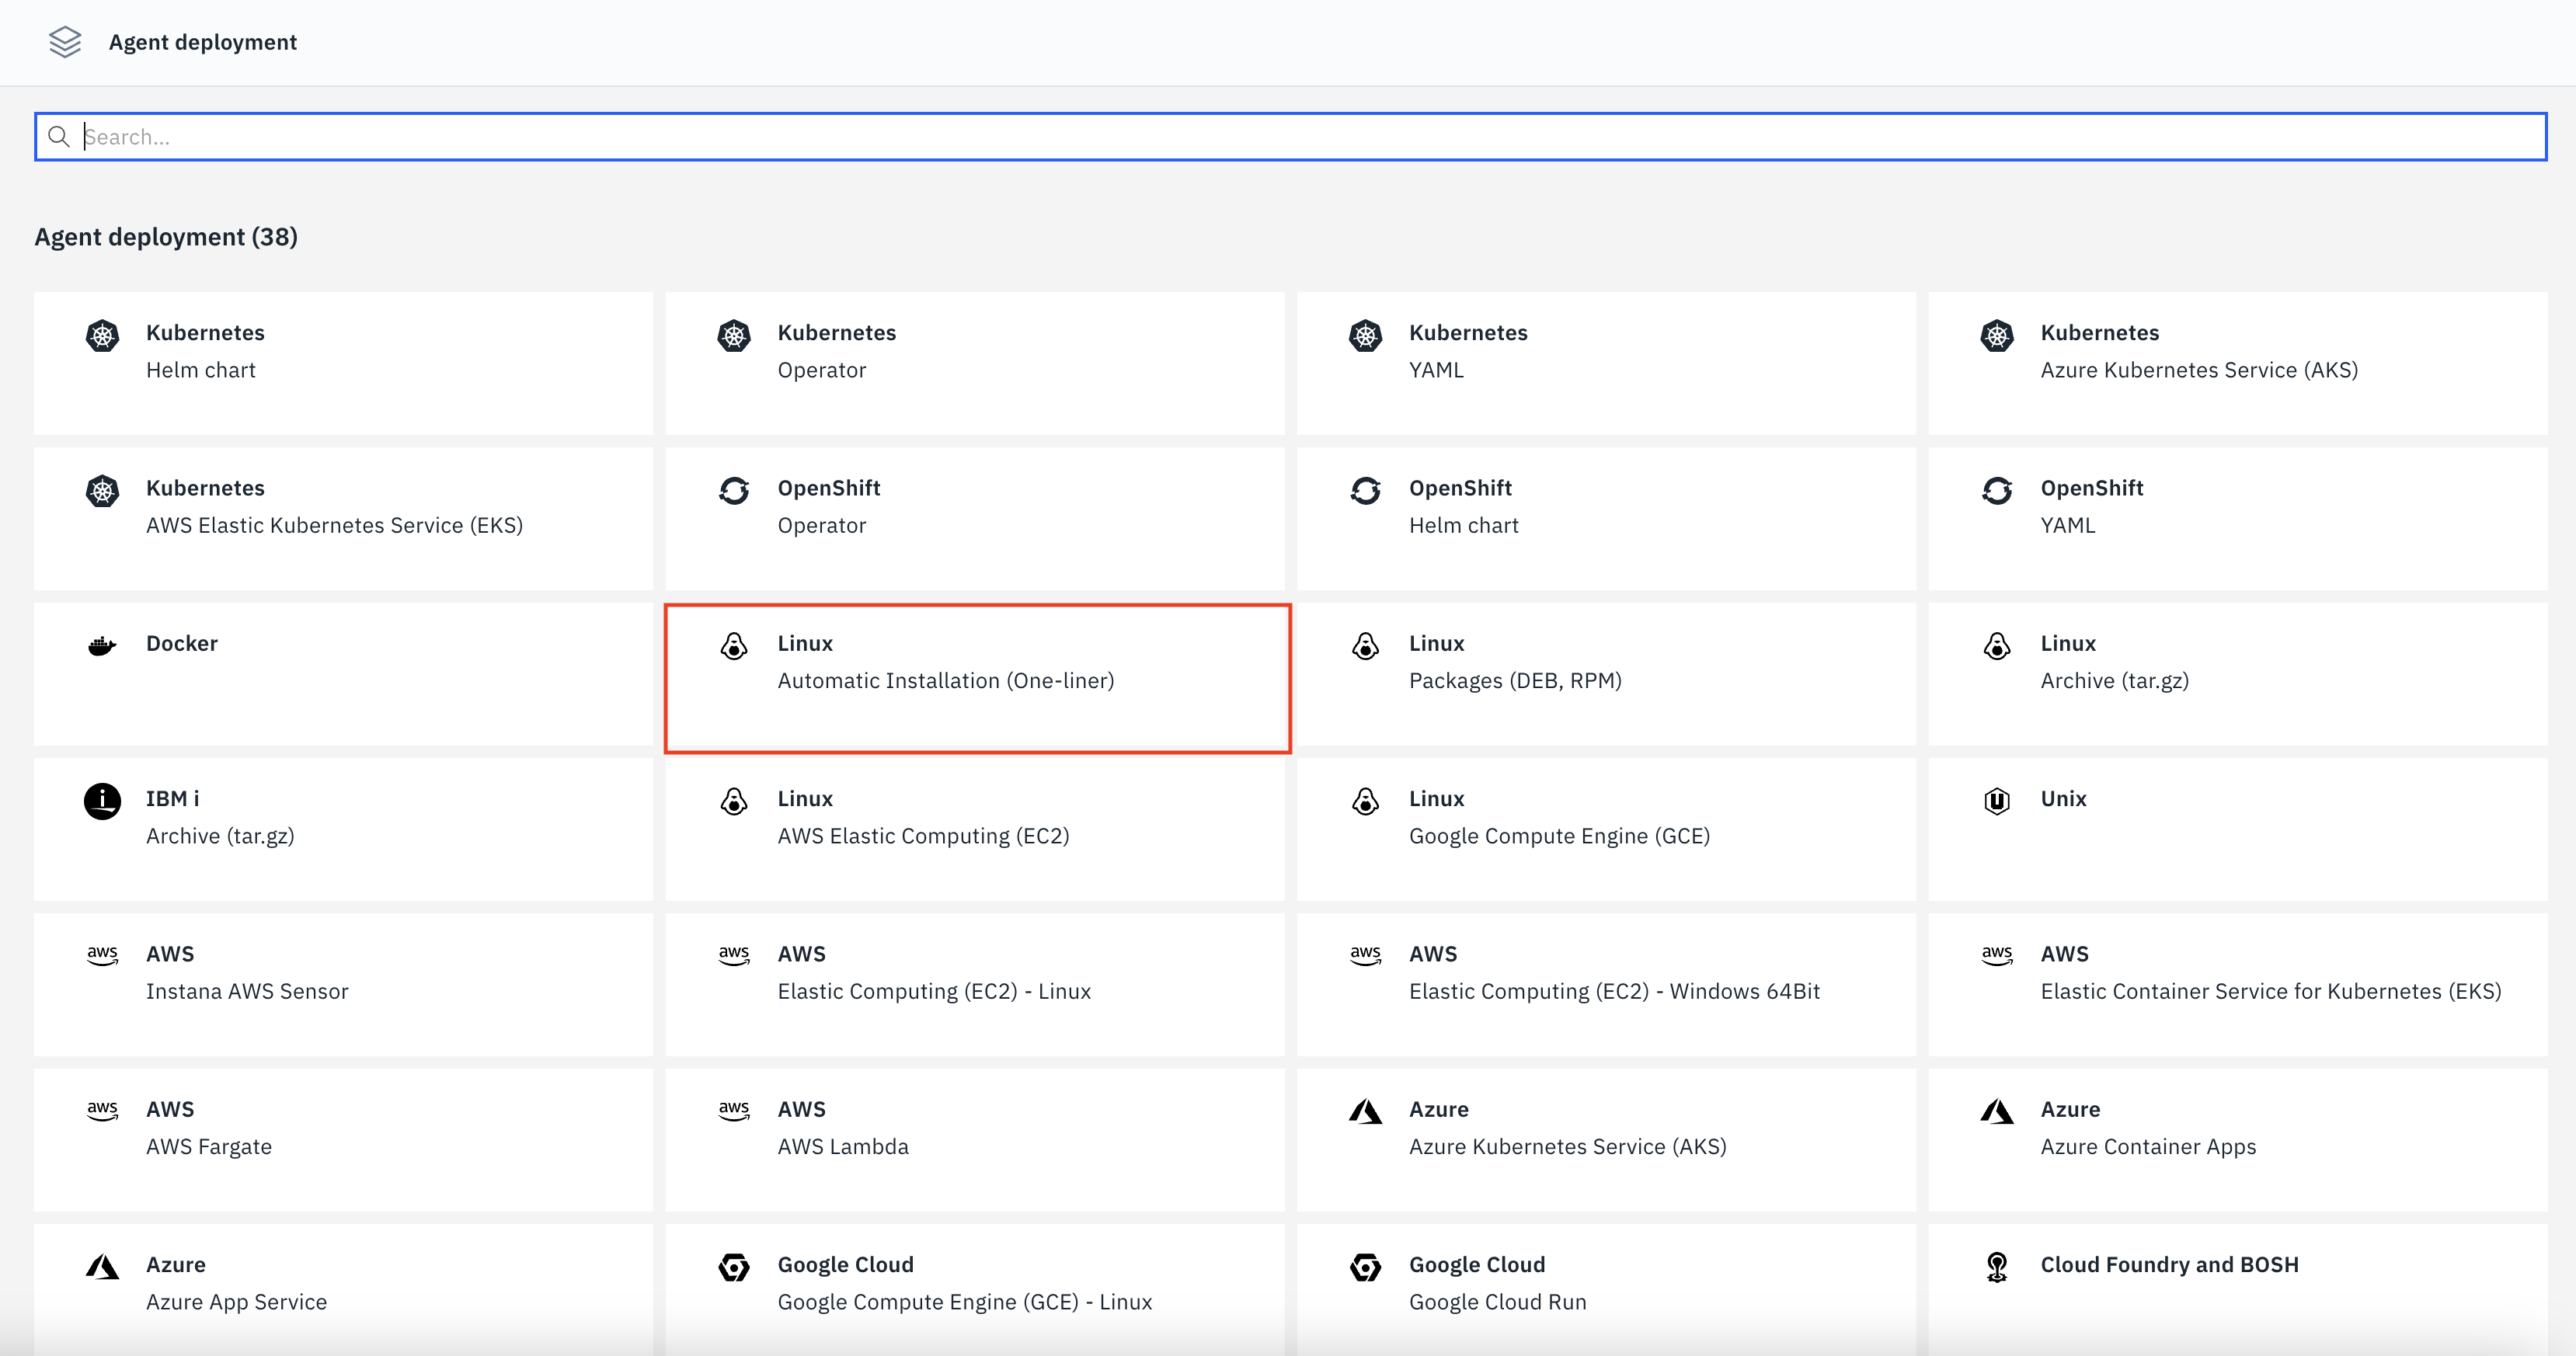 Agent deployment
Search...
Agent deployment (38)
Kubernetes
Helm chart
Kubernetes
Operator
Kubernetes
YAML
Kubernetes
Azure Kubernetes Service (AKS)
Kubernetes
AWS Elastic Kubernetes Service (EKS)
OpenShift
Operator
OpenShift
Helm chart
OpenShift
YAML
Docker
Linux
Automatic Installation (One-liner)
Linux
Packages (DEB, RPM)
Linux
Archive (tar.gz)
IBM i
Archive (tar.gz)
Linux
AWS Elastic Computing (EC2)
Linux
Google Compute Engine (GCE)
Unix
aws
AWS
Instana AWS Sensor
aws
AWS
Elastic Computing (EC2) - Linux
aws
AWS
Elastic Computing (EC2) - Windows 64Bit
aws
AWS
Elastic Container Service for Kubernetes (EKS)
aws
AWS
AWS Fargate
aws
AWS
AWS Lambda
Azure
Azure Kubernetes Service (AKS)
Azure
Azure Container Apps
Azure
Azure App Service
Google Cloud
Google Compute Engine (GCE) - Linux
Google Cloud
Google Cloud Run
Cloud Foundry and BOSH